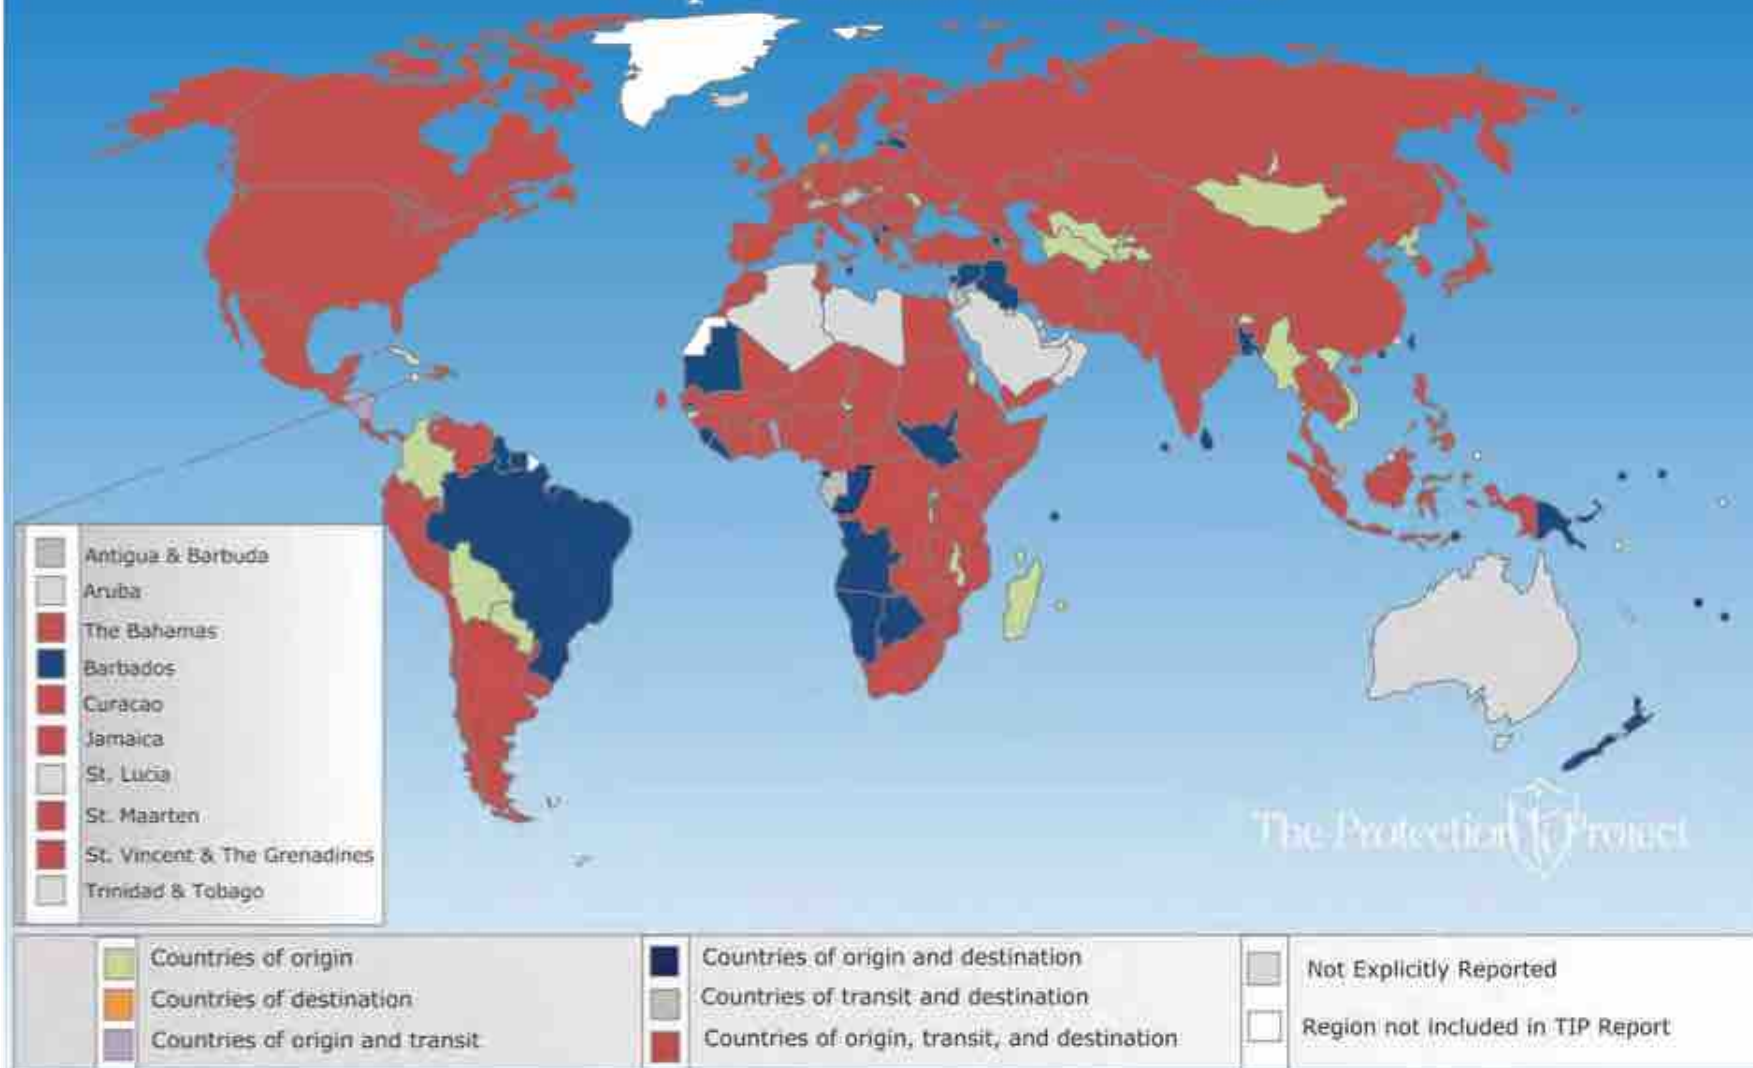 Antigua & Barbuda
Aruba
The Bahamas
Barbados
Curacao
Jamaica
St. Lucia
St. Maarten
St. Vincent & The Grenadines
Trinidad & Tobago
The Protection Project
Countries of origin
Countries of destination
Countries of origin and transit
Countries of origin and destination
Countries of transit and destination
Countries of origin, transit, and destination
Not Explicitly Reported
Region not included in TIP Report